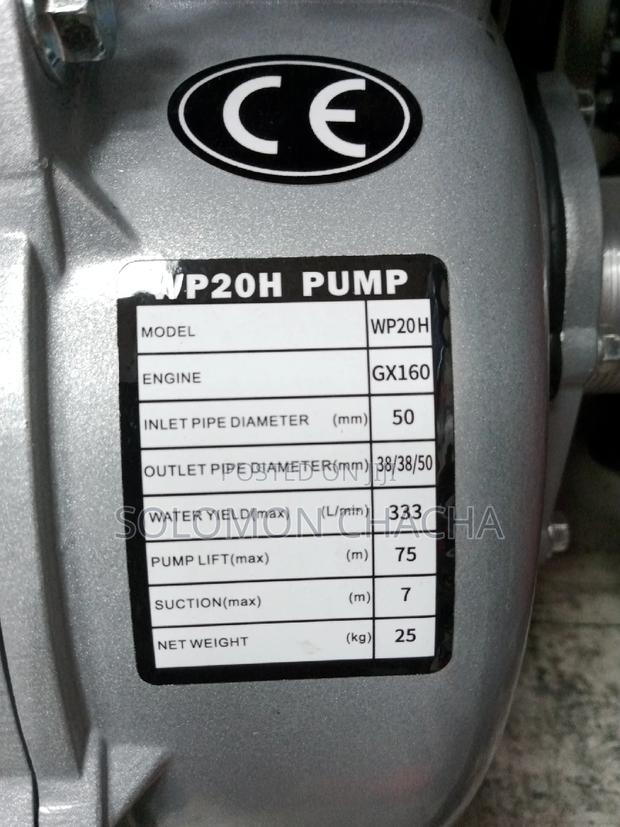 CE
WP20H PUMP
MODEL WP20H
ENGINE GX160
INLET PIPE DIAMETER (mm) 50
OUTLET PIPE DIAMETER(mm) 38/38/50
POSTED ON JIJI
WATER YIELD(max) (L/min) 333
SOLOMON CHACHA
PUMP LIFT(max) (m) 75
SUCTION(max) (m) 7
NET WEIGHT (kg) 25